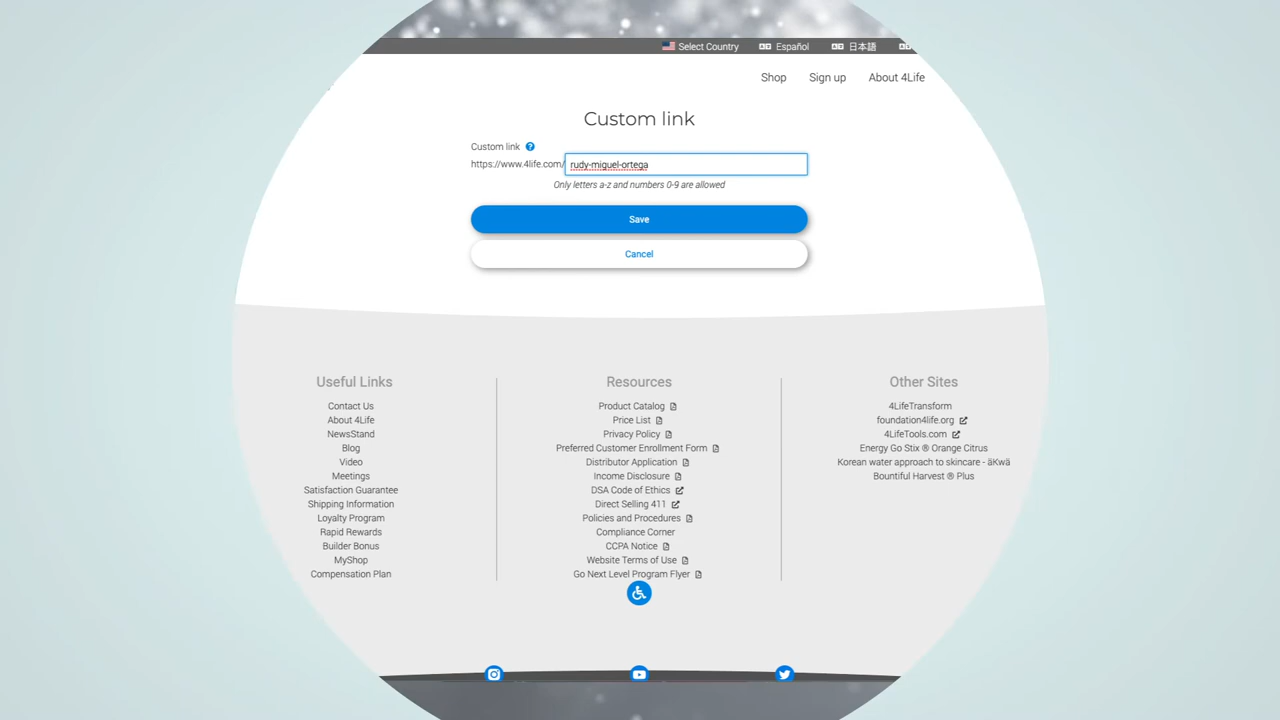 Select Country Español 日本語
Shop Sign up About 4Life
Custom link
Custom link
https://www.4life.com/ rudy-miguel-ortega
Only letters a-z and numbers 0-9 are allowed
Save
Cancel
Useful Links
Contact Us
About 4Life
NewsStand
Blog
Video
Meetings
Satisfaction Guarantee
Shipping Information
Loyalty Program
Rapid Rewards
Builder Bonus
MyShop
Compensation Plan
Resources
Product Catalog
Price List
Privacy Policy
Preferred Customer Enrollment Form
Distributor Application
Income Disclosure
DSA Code of Ethics
Direct Selling 411
Policies and Procedures
Compliance Corner
CCPA Notice
Website Terms of Use
Go Next Level Program Flyer
Other Sites
4LifeTransform
foundation4life.org
4LifeTools.com
Energy Go Stix ® Orange Citrus
Korean water approach to skincare - äKwä
Bountiful Harvest ® Plus